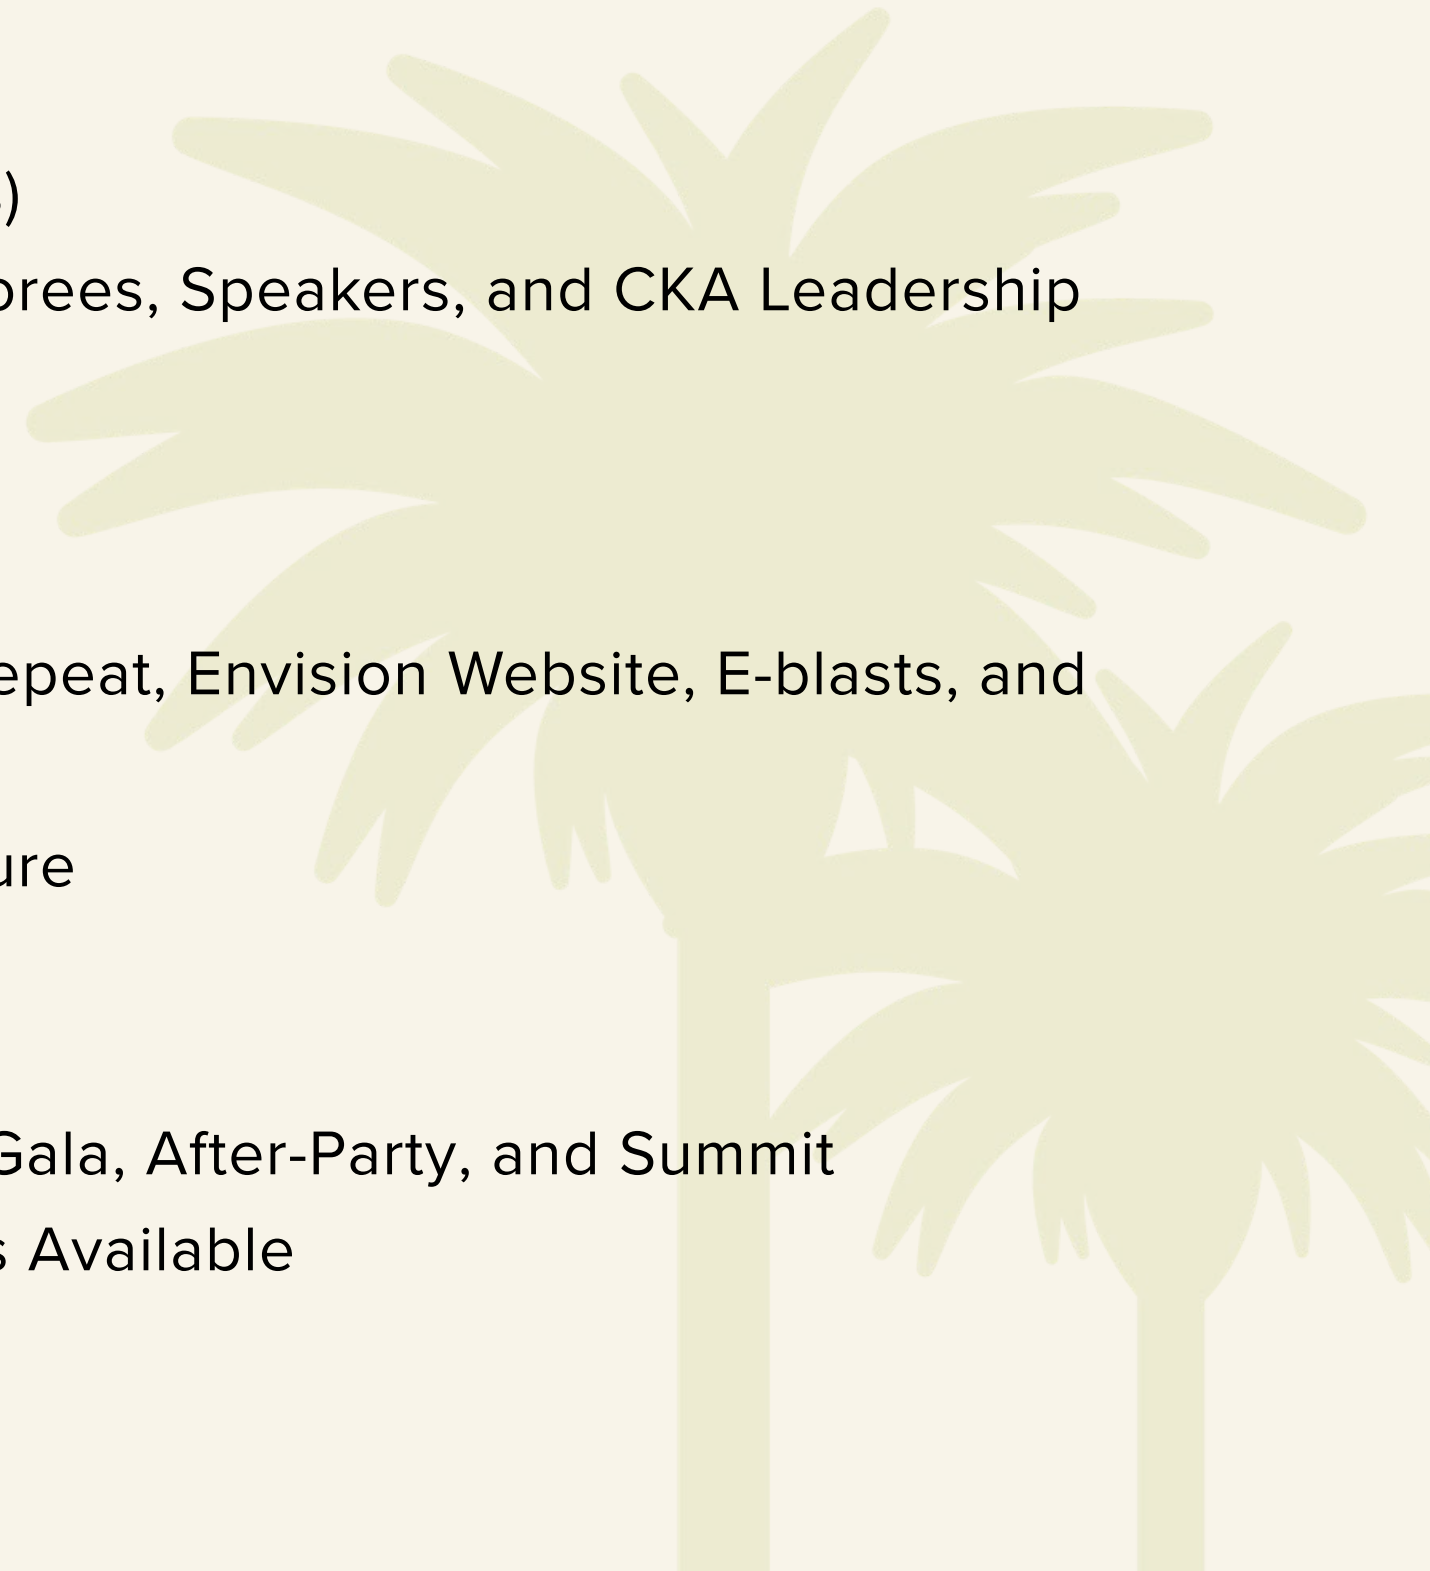 )
orees, Speakers, and CKA Leadership
epeat, Envision Website, E-blasts, and
ure
Gala, After-Party, and Summit
s Available